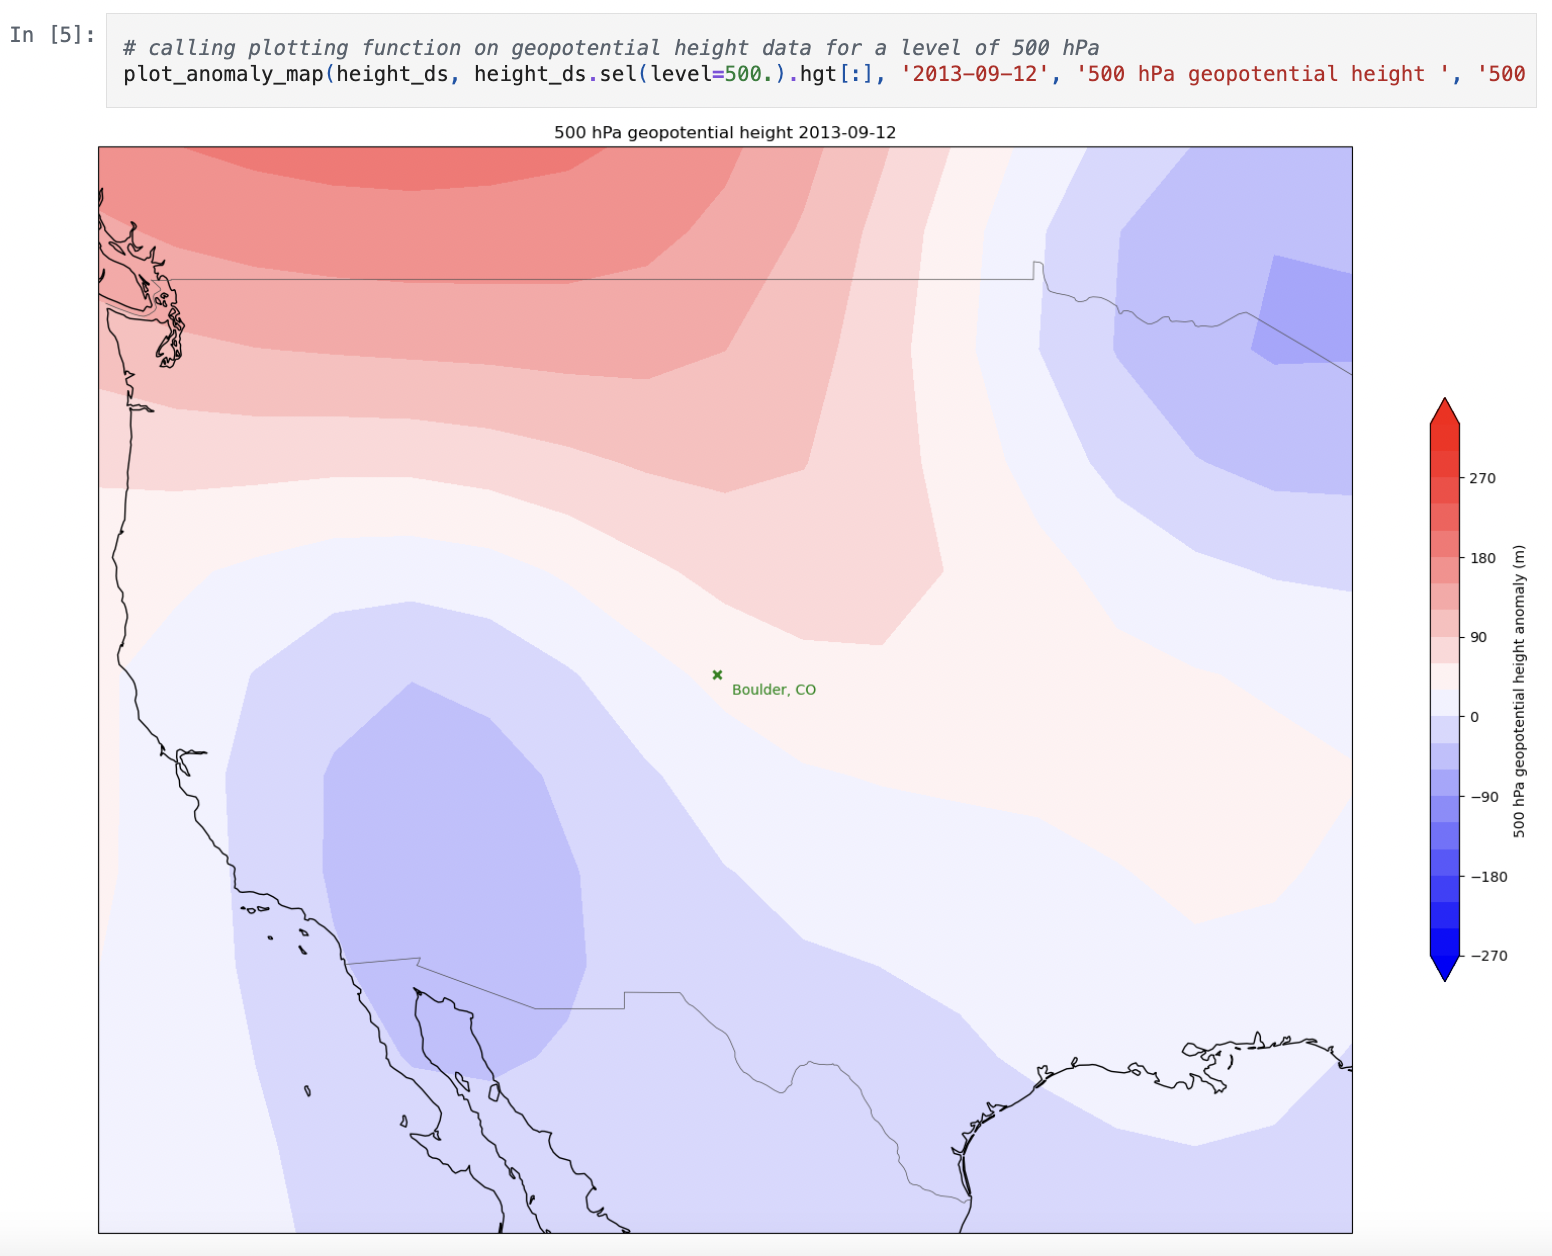 In [5]:
# calling plotting function on geopotential height data for a level of 500 hPa
plot_anomaly_map(height_ds, height_ds.sel(level=500.).hgt[:], '2013-09-12', '500 hPa geopotential height ', '500
500 hPa geopotential height 2013-09-12
Boulder, CO
270
180
90
0
−90
−180
−270
500 hPa geopotential height anomaly (m)